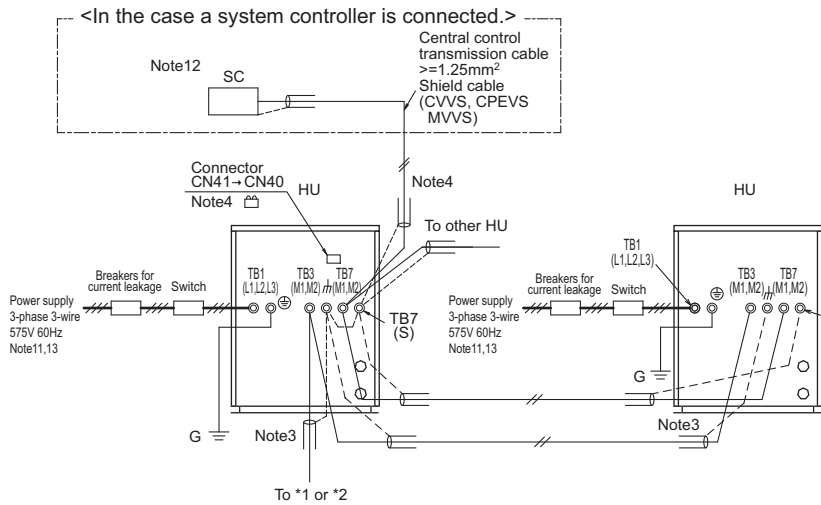 <In the case a system controller is connected.>
Note12
SC
Central control
transmission cable
>=1.25mm²
Shield cable
(CVVS, CPEVS
MVVS)
Connector
CN41→CN40
Note4
HU
Note4
To other HU
HU
TB1
(L1,L2,L3)
TB3
(M1,M2)
TB7
(M1,M2)
TB1
(L1,L2,L3)
TB3
(M1,M2)
TB7
(M1,M2)
Breakers for
current leakage
Switch
Power supply
3-phase 3-wire
575V 60Hz
Note11,13
TB7
(S)
Breakers for
current leakage
Switch
Power supply
3-phase 3-wire
575V 60Hz
Note11,13
G
Note3
G
Note3
To *1 or *2